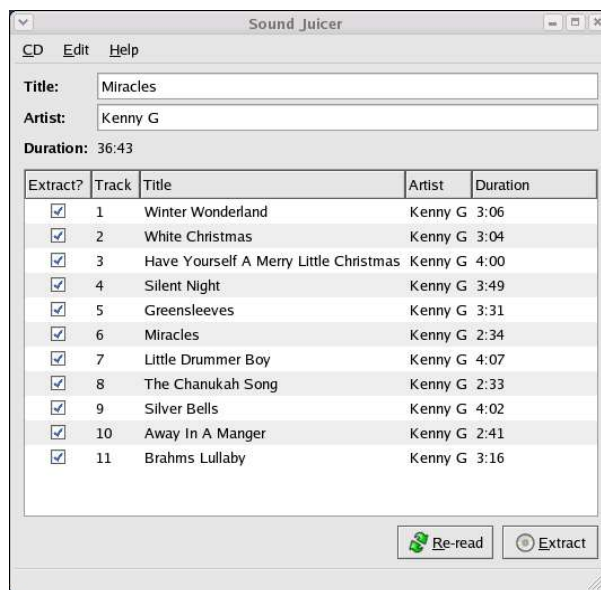 Sound Juicer
CD Edit Help
Title: Miracles
Artist: Kenny G
Duration: 36:43
Extract? Track Title Artist Duration
1 Winter Wonderland Kenny G 3:06
2 White Christmas Kenny G 3:04
3 Have Yourself A Merry Little Christmas Kenny G 4:00
4 Silent Night Kenny G 3:49
5 Greensleeves Kenny G 3:31
6 Miracles Kenny G 2:34
7 Little Drummer Boy Kenny G 4:07
8 The Chanukah Song Kenny G 2:33
9 Silver Bells Kenny G 4:02
10 Away In A Manger Kenny G 2:41
11 Brahms Lullaby Kenny G 3:16
Re-read Extract